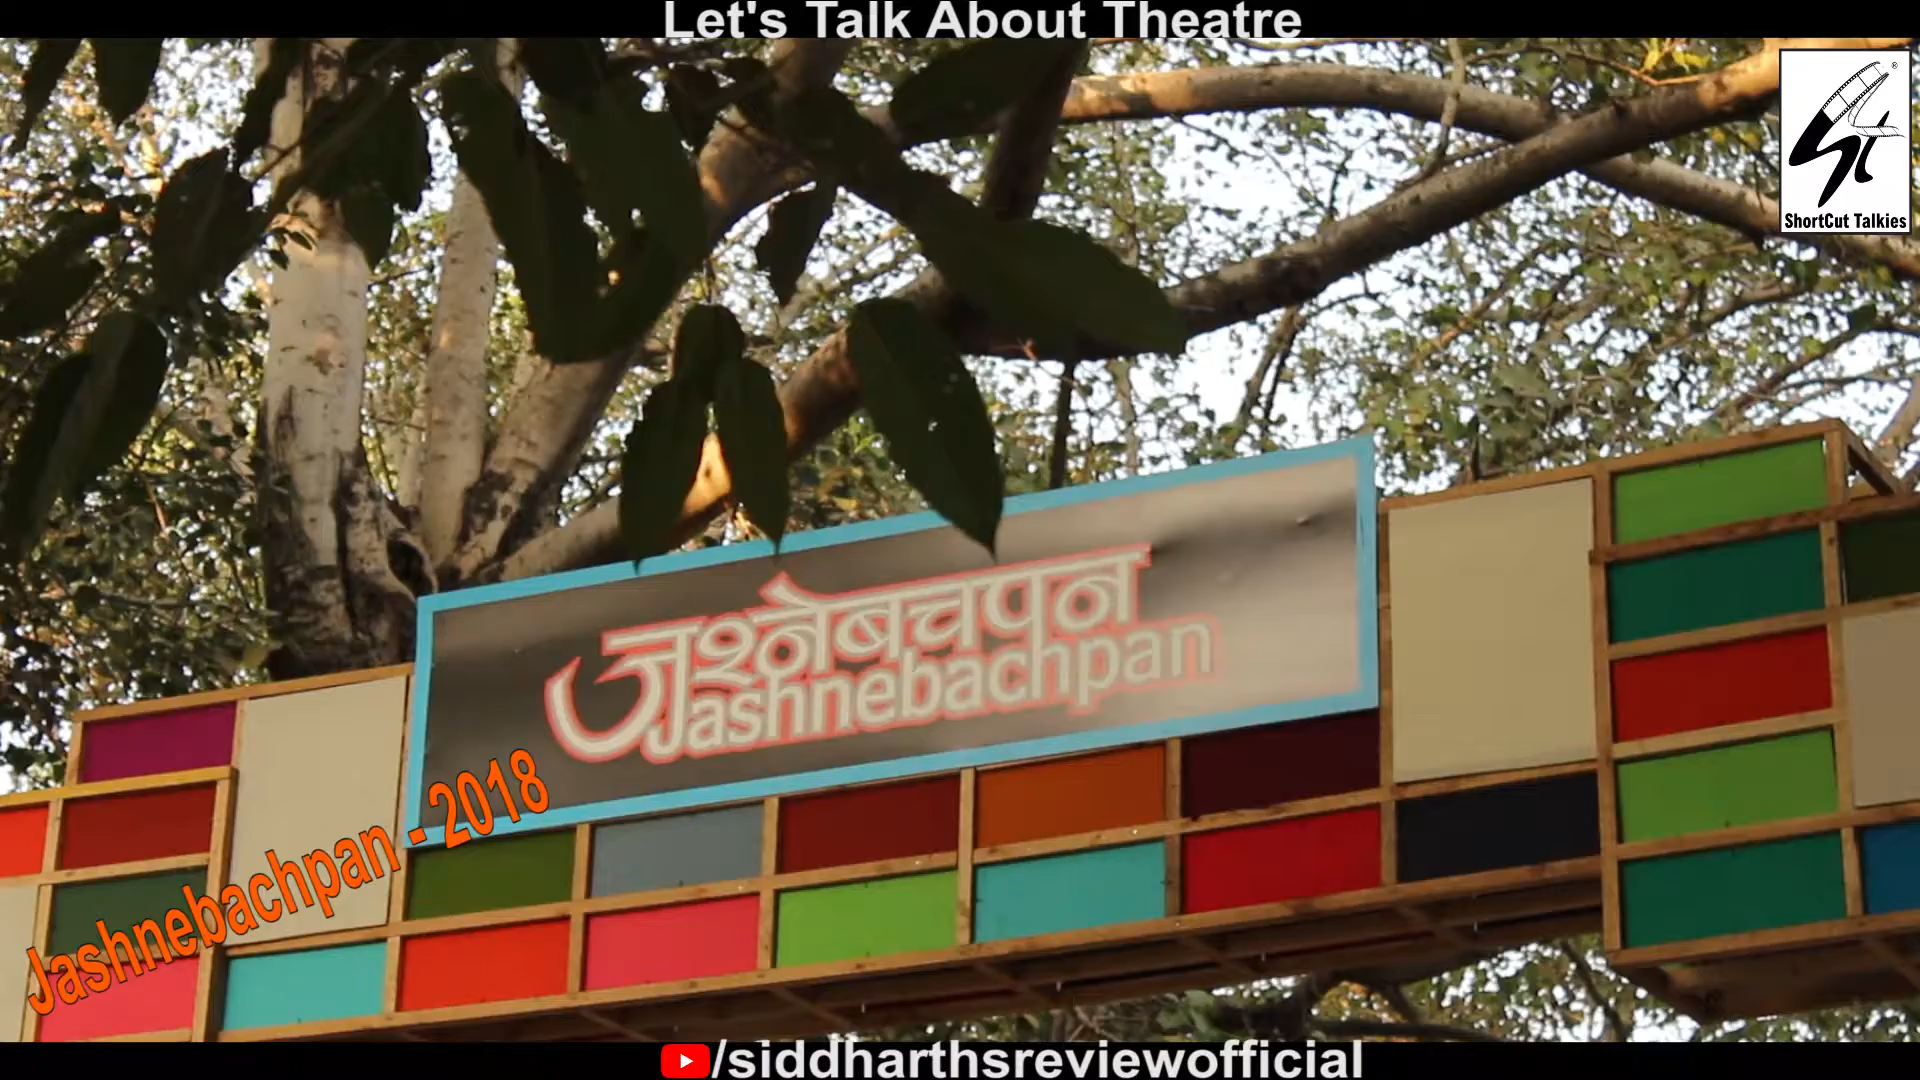 Let's Talk About Theatre
®
ShortCut Talkies
जश्नेबचपन
Jashnebachpan
Jashnebachpan - 2018
/siddharthsreviewofficial